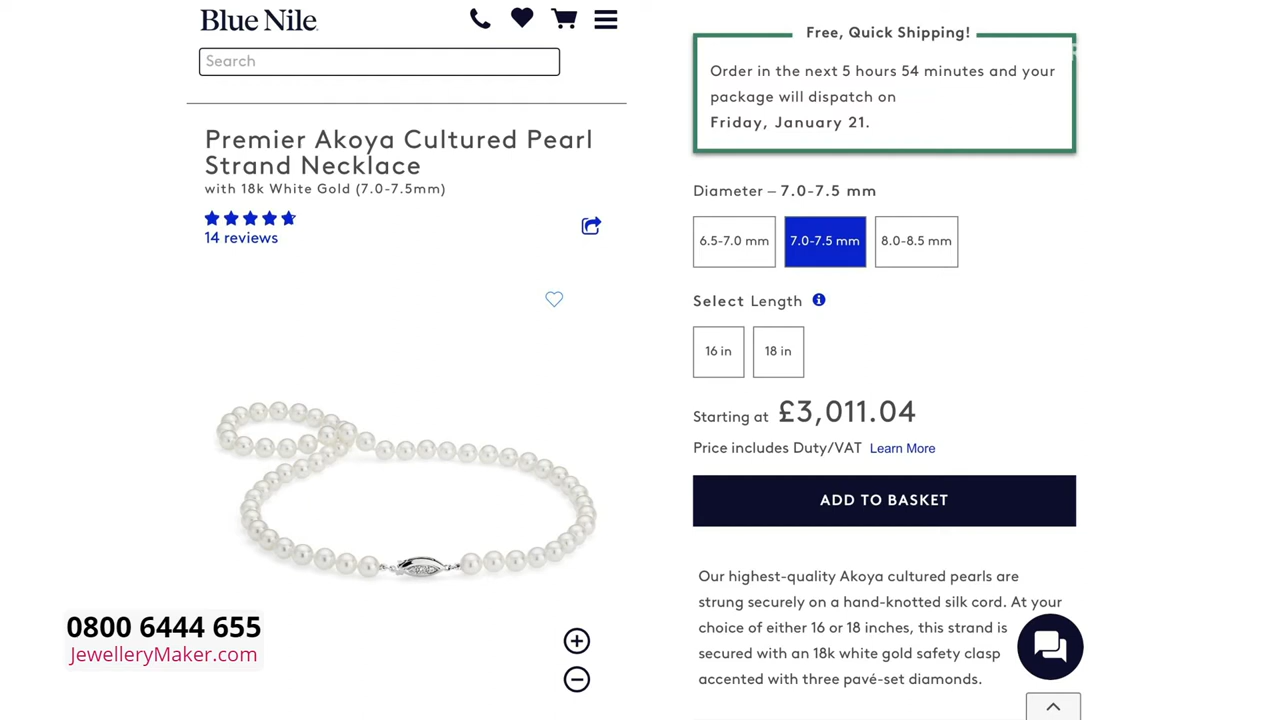 Blue Nile
Search
Premier Akoya Cultured Pearl
Strand Necklace
with 18k White Gold (7.0-7.5mm)
14 reviews
0800 6444 655
JewelleryMaker.com
Free, Quick Shipping!
Order in the next 5 hours 54 minutes and your
package will dispatch on
Friday, January 21.
Diameter – 7.0-7.5 mm
6.5-7.0 mm 7.0-7.5 mm 8.0-8.5 mm
Select Length
16 in 18 in
Starting at £3,011.04
Price includes Duty/VAT Learn More
ADD TO BASKET
Our highest-quality Akoya cultured pearls are
strung securely on a hand-knotted silk cord. At your
choice of either 16 or 18 inches, this strand is
secured with an 18k white gold safety clasp
accented with three pavé-set diamonds.